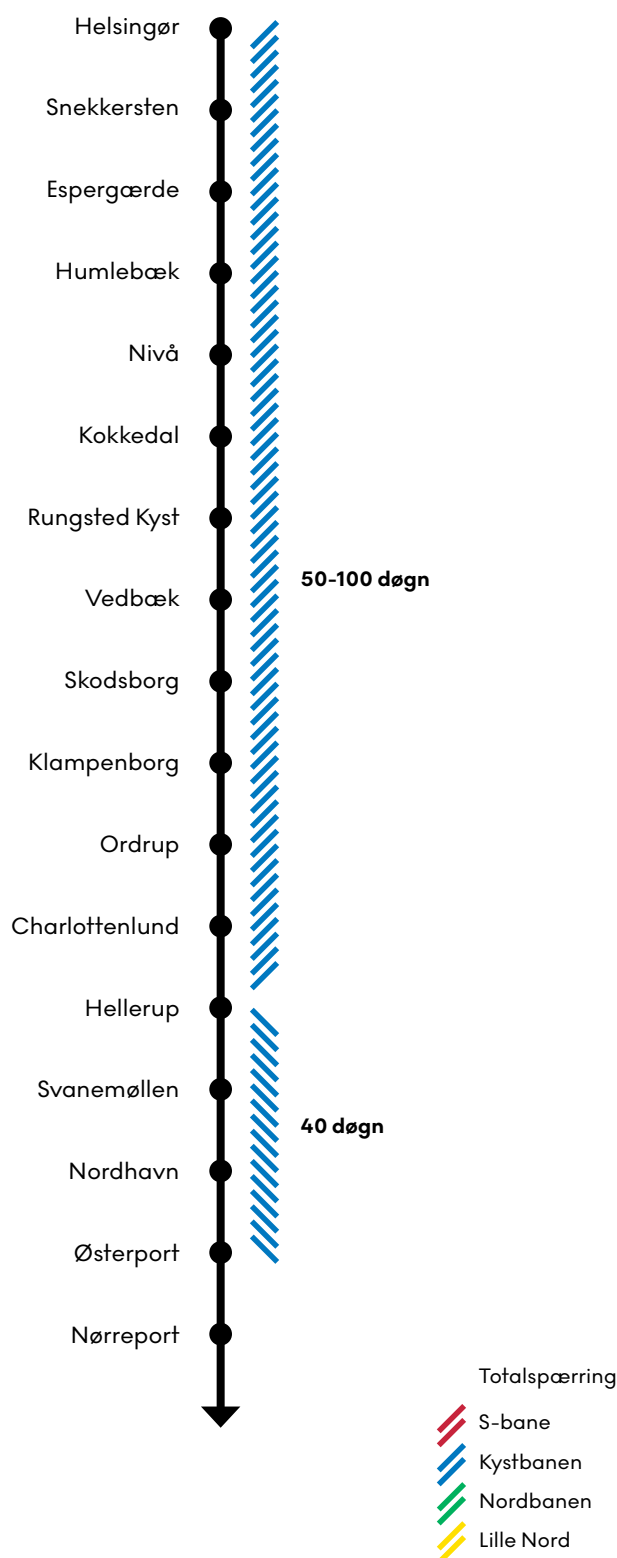 Helsingør
Snekkersten
Espergærde
Humlebæk
Nivå
Kokkedal
Rungsted Kyst
50-100 døgn
Vedbæk
Skodsborg
Klampenborg
Ordrup
Charlottenlund
Hellerup
Svanemøllen
40 døgn
Nordhavn
Østerport
Nørreport
Totalspærring
S-bane
Kystbanen
Nordbanen
Lille Nord